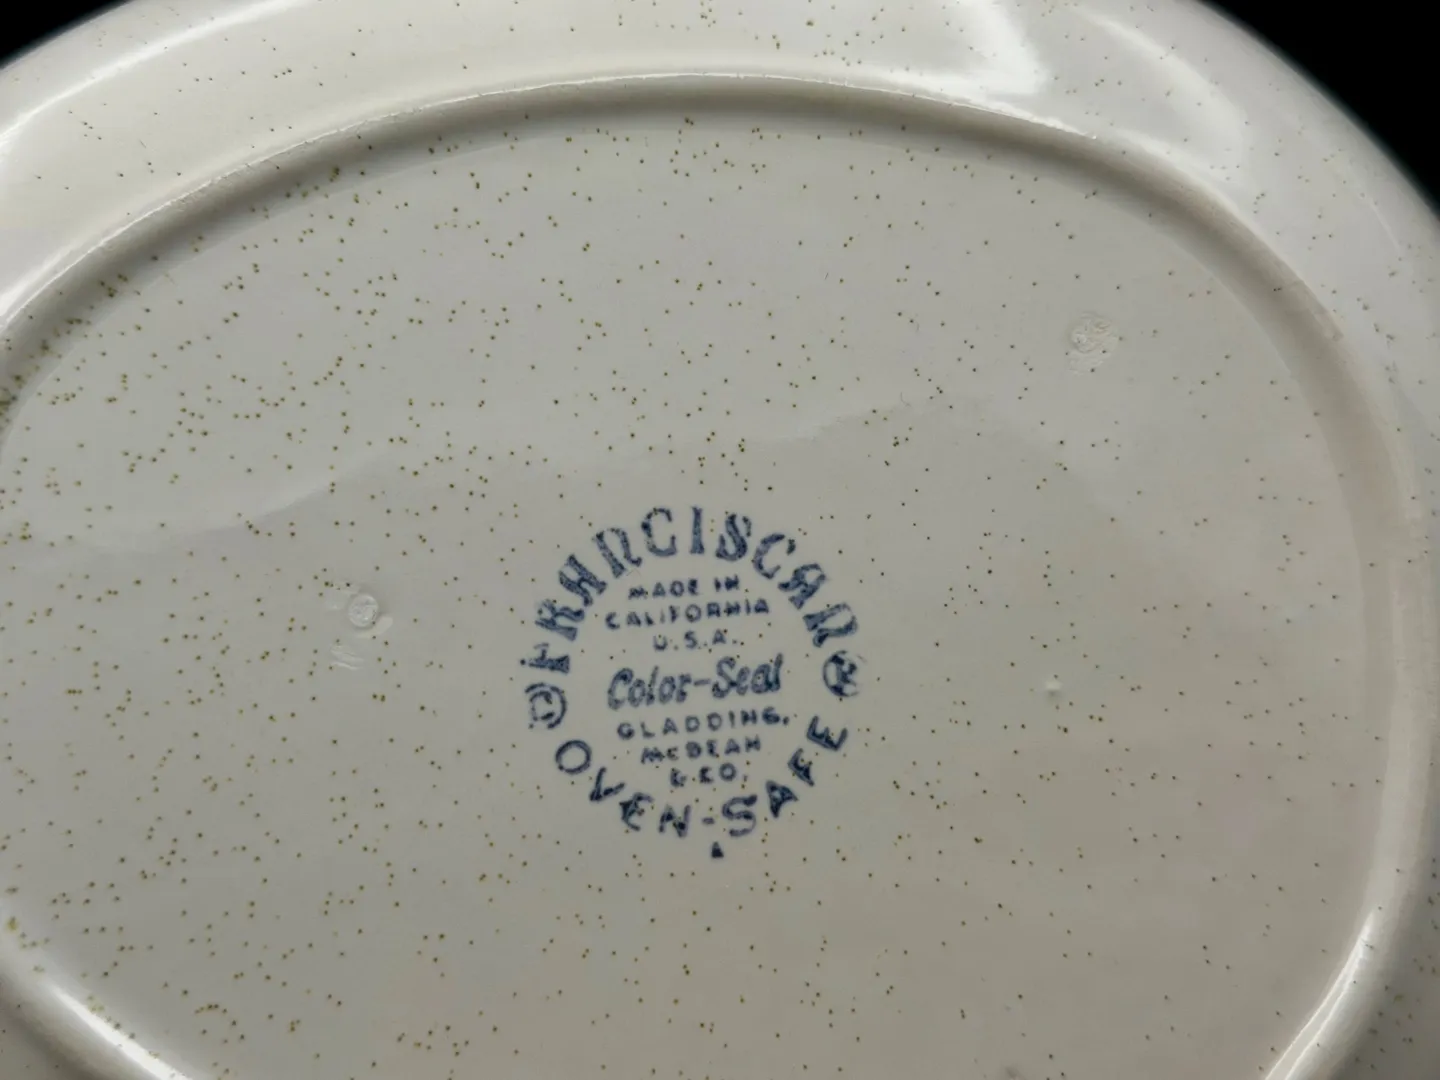 FRANCISCAN ®
MADE IN
CALIFORNIA
U.S.A.
Color-Seal
GLADDING,
McBEAN
& CO.
© OVEN-SAFE